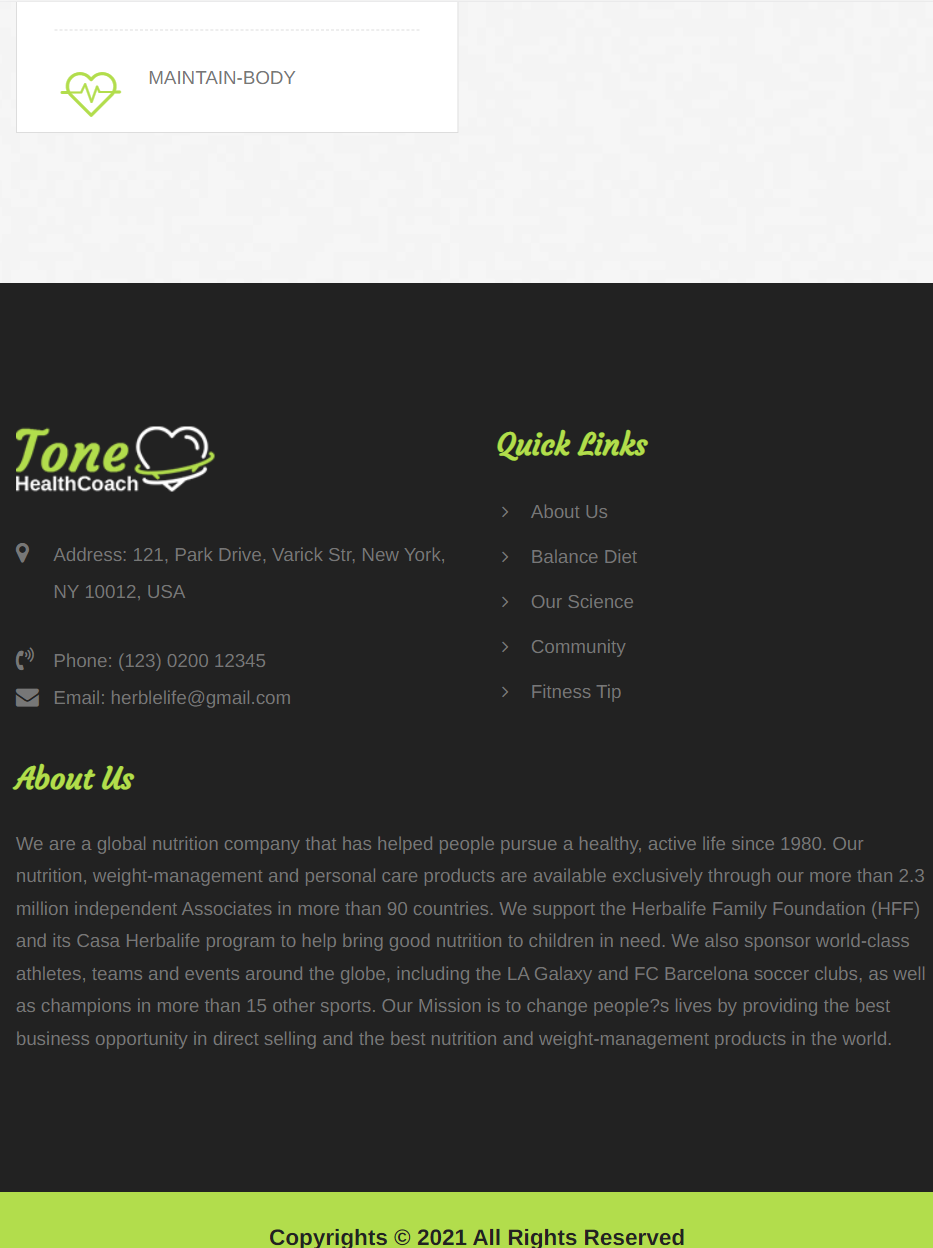 MAINTAIN-BODY
Tone
HealthCoach
Address: 121, Park Drive, Varick Str, New York,
NY 10012, USA
Phone: (123) 0200 12345
Email: herblelife@gmail.com
Quick Links
About Us
Balance Diet
Our Science
Community
Fitness Tip
About Us
We are a global nutrition company that has helped people pursue a healthy, active life since 1980. Our
nutrition, weight-management and personal care products are available exclusively through our more than 2.3
million independent Associates in more than 90 countries. We support the Herbalife Family Foundation (HFF)
and its Casa Herbalife program to help bring good nutrition to children in need. We also sponsor world-class
athletes, teams and events around the globe, including the LA Galaxy and FC Barcelona soccer clubs, as well
as champions in more than 15 other sports. Our Mission is to change people?s lives by providing the best
business opportunity in direct selling and the best nutrition and weight-management products in the world.
Copyrights © 2021 All Rights Reserved